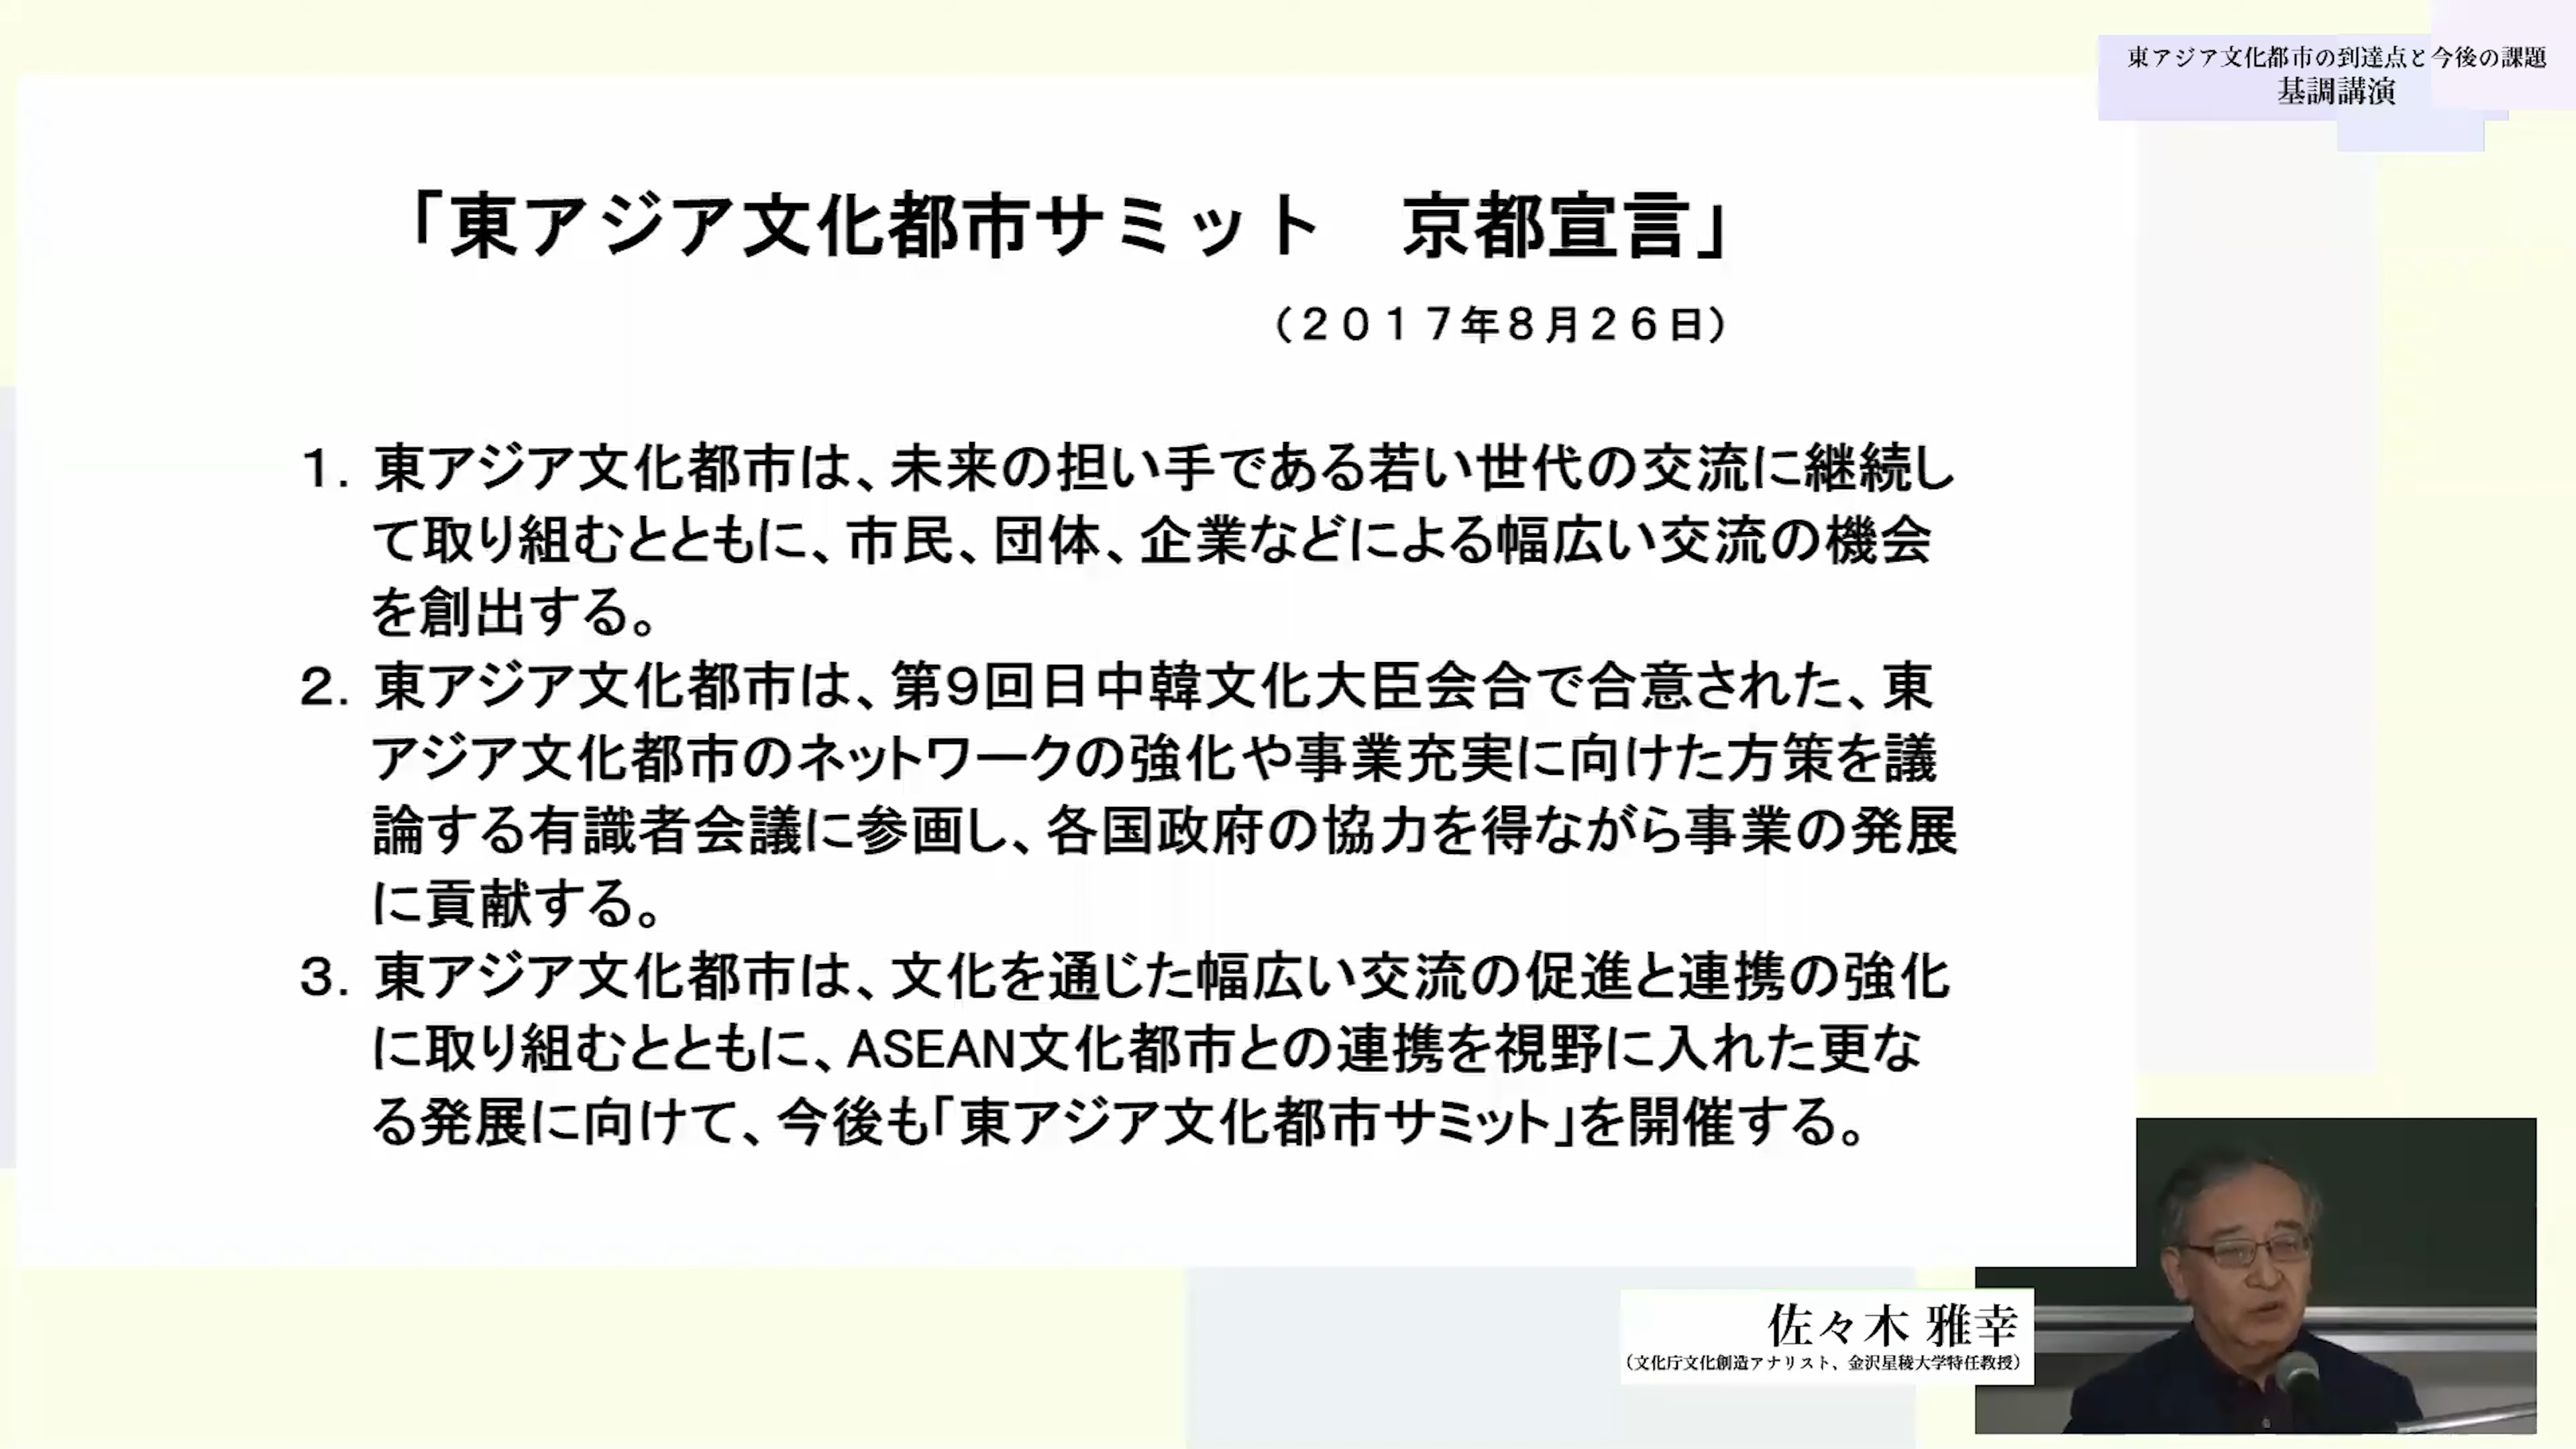 東アジア文化都市の到達点と今後の課題
基調講演
「東アジア文化都市サミット　京都宣言」
（２０１７年８月２６日）
1. 東アジア文化都市は、未来の担い手である若い世代の交流に継続し
て取り組むとともに、市民、団体、企業などによる幅広い交流の機会
を創出する。
2. 東アジア文化都市は、第9回日中韓文化大臣会合で合意された、東
アジア文化都市のネットワークの強化や事業充実に向けた方策を議
論する有識者会議に参画し、各国政府の協力を得ながら事業の発展
に貢献する。
3. 東アジア文化都市は、文化を通じた幅広い交流の促進と連携の強化
に取り組むとともに、ASEAN文化都市との連携を視野に入れた更な
る発展に向けて、今後も「東アジア文化都市サミット」を開催する。
佐々木 雅幸
（文化庁文化創造アナリスト、金沢星稜大学特任教授）